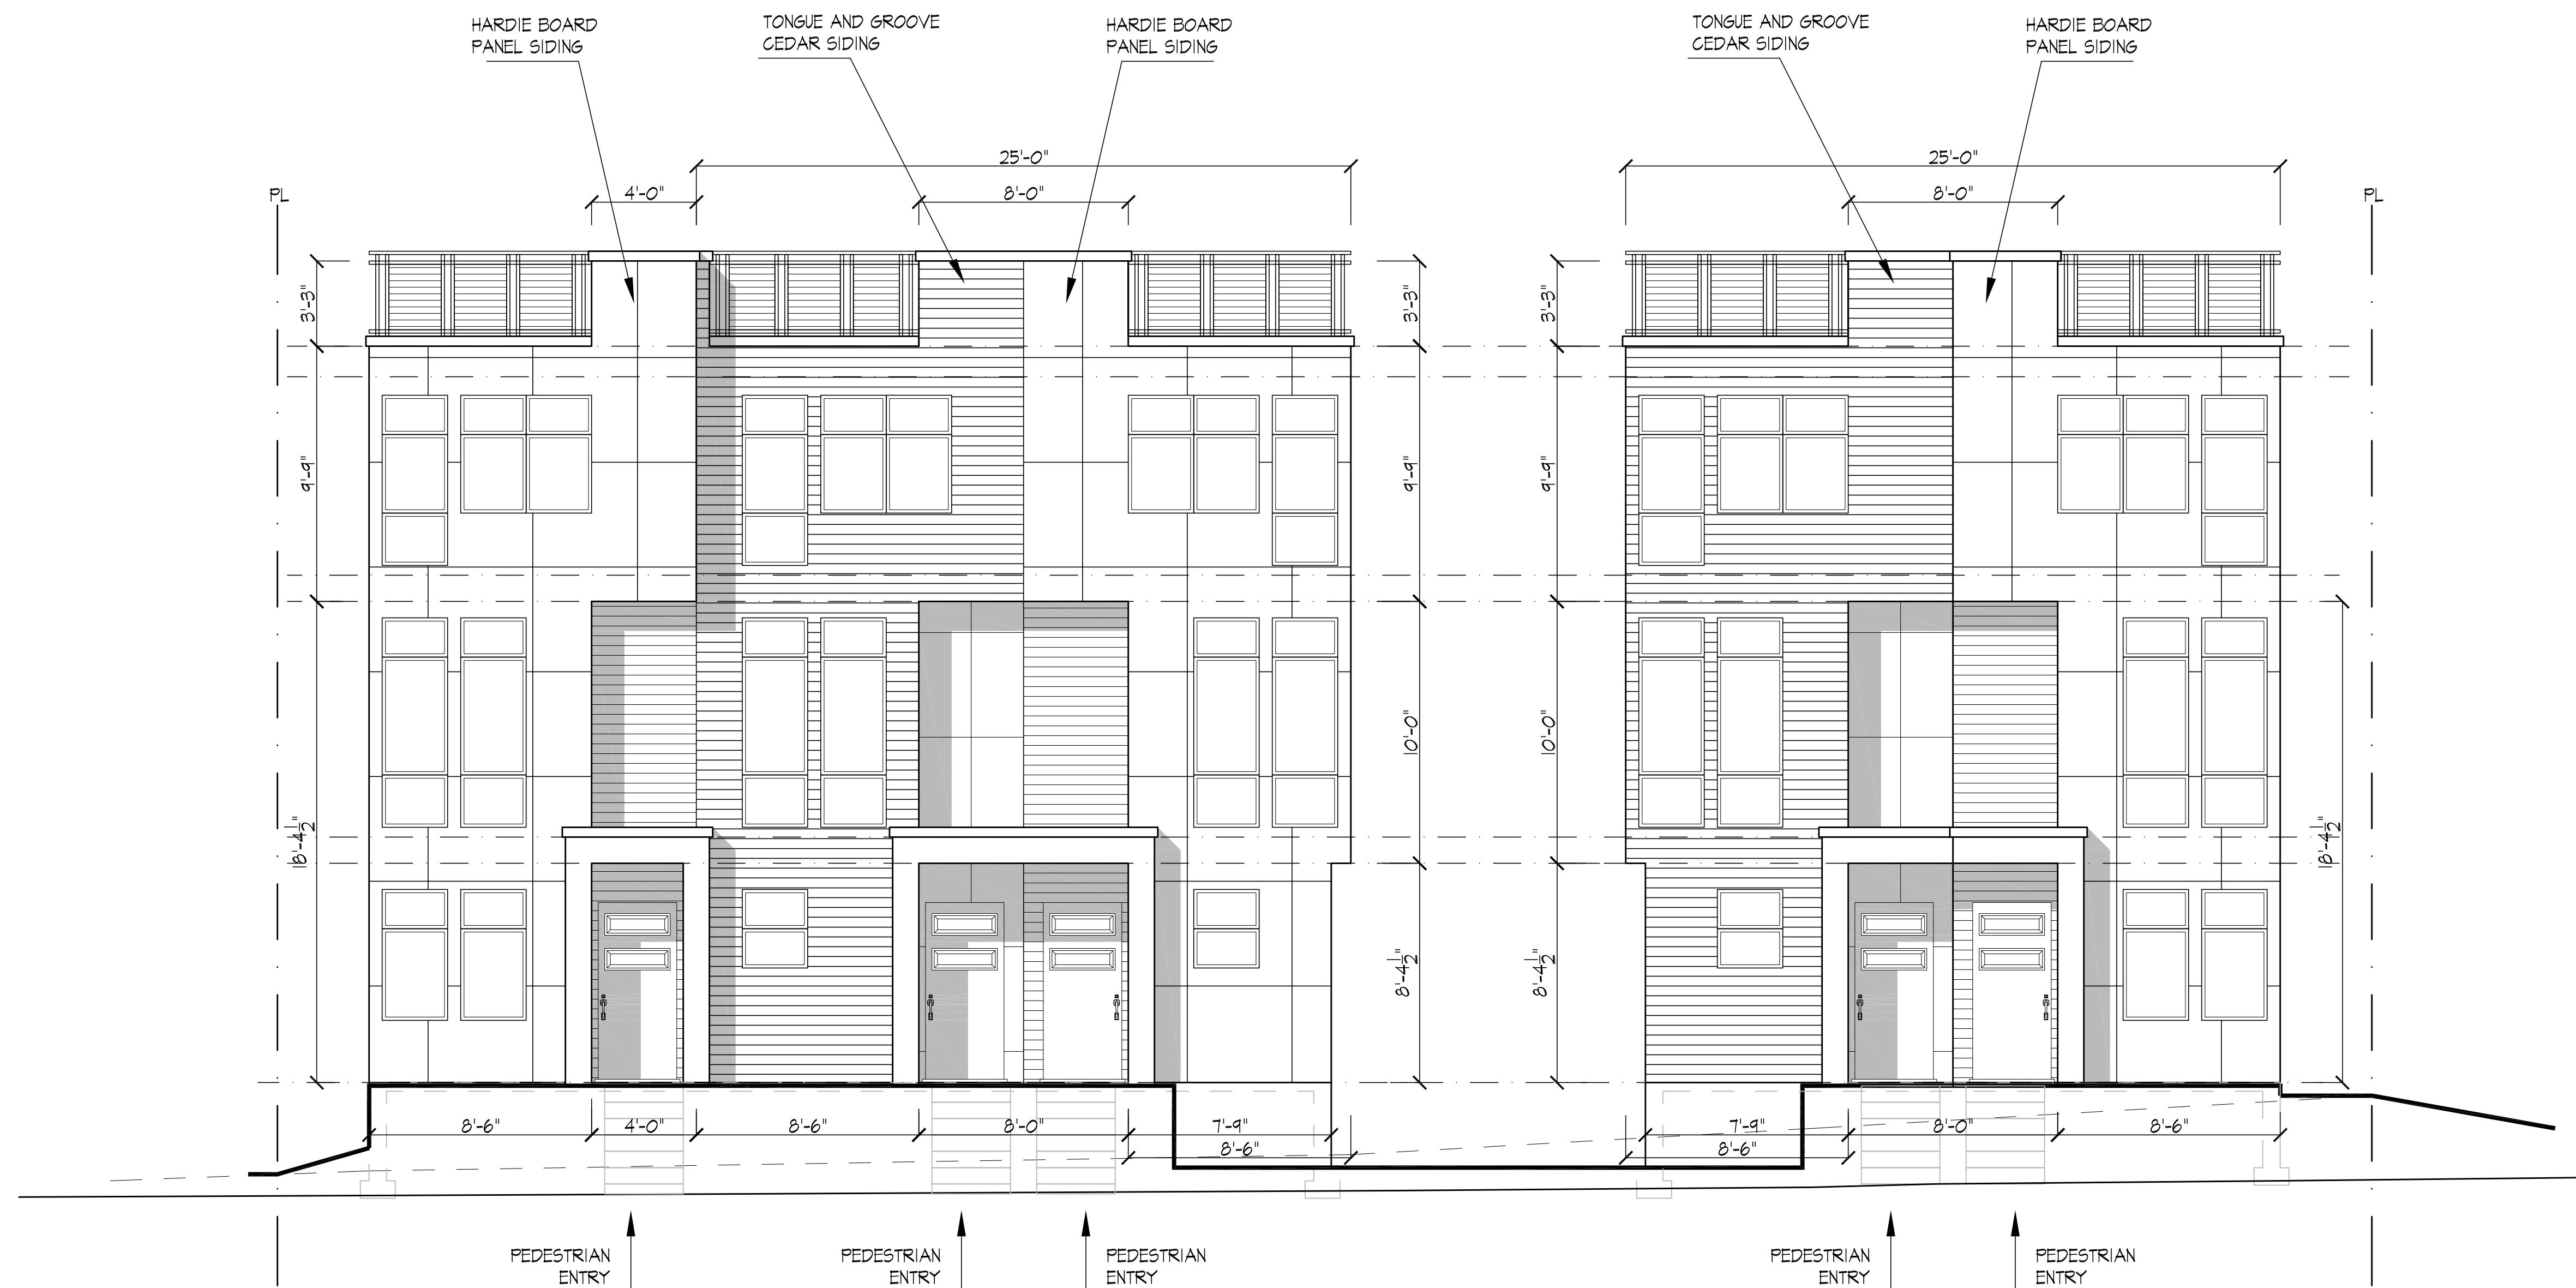 HARDIE BOARD
PANEL SIDING
TONGUE AND GROOVE
CEDAR SIDING
HARDIE BOARD
PANEL SIDING
TONGUE AND GROOVE
CEDAR SIDING
HARDIE BOARD
PANEL SIDING
25'-0"
25'-0"
4'-0"
8'-0"
8'-0"
PL
PL
3'-3"
3'-3"
3'-3"
9'-9"
9'-9"
9'-9"
10'-0"
10'-0"
18'-4 1/2"
18'-4 1/2"
8'-4 1/2"
8'-4 1/2"
8'-6"
4'-0"
8'-6"
8'-0"
7'-9"
8'-6"
7'-9"
8'-0"
8'-6"
8'-6"
PEDESTRIAN
ENTRY
PEDESTRIAN
ENTRY
PEDESTRIAN
ENTRY
PEDESTRIAN
ENTRY
PEDESTRIAN
ENTRY